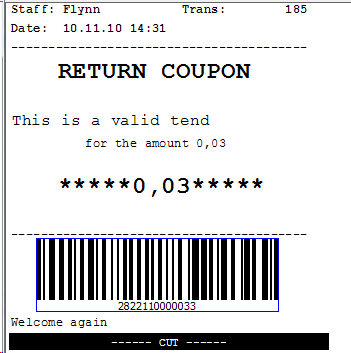 Staff: Flynn Trans: 185
Date: 10.11.10 14:31
----------------------------------
RETURN COUPON
This is a valid tend
for the amount 0,03
*****0,03*****
----------------------------------
2822110000033
Welcome again
------ CUT ------